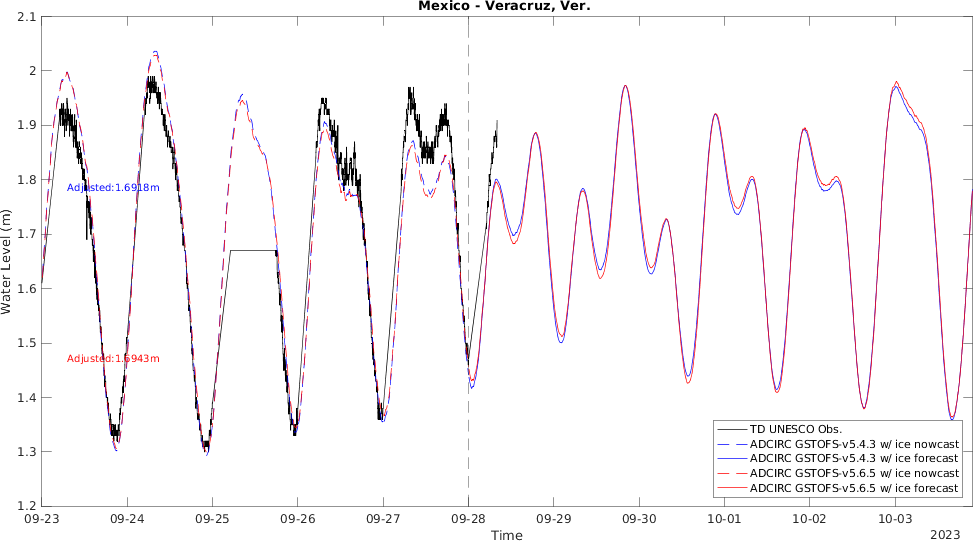 Mexico - Veracruz, Ver.
2.1
2
1.9
1.8
1.7
1.6
1.5
1.4
1.3
1.2
Water Level (m)
Adjusted:1.6918m
Adjusted:1.6943m
TD UNESCO Obs.
ADCIRC GSTOFS-v5.4.3 w/ ice nowcast
ADCIRC GSTOFS-v5.4.3 w/ ice forecast
ADCIRC GSTOFS-v5.6.5 w/ ice nowcast
ADCIRC GSTOFS-v5.6.5 w/ ice forecast
09-23 09-24 09-25 09-26 09-27 09-28 09-29 09-30 10-01 10-02 10-03
Time
2023